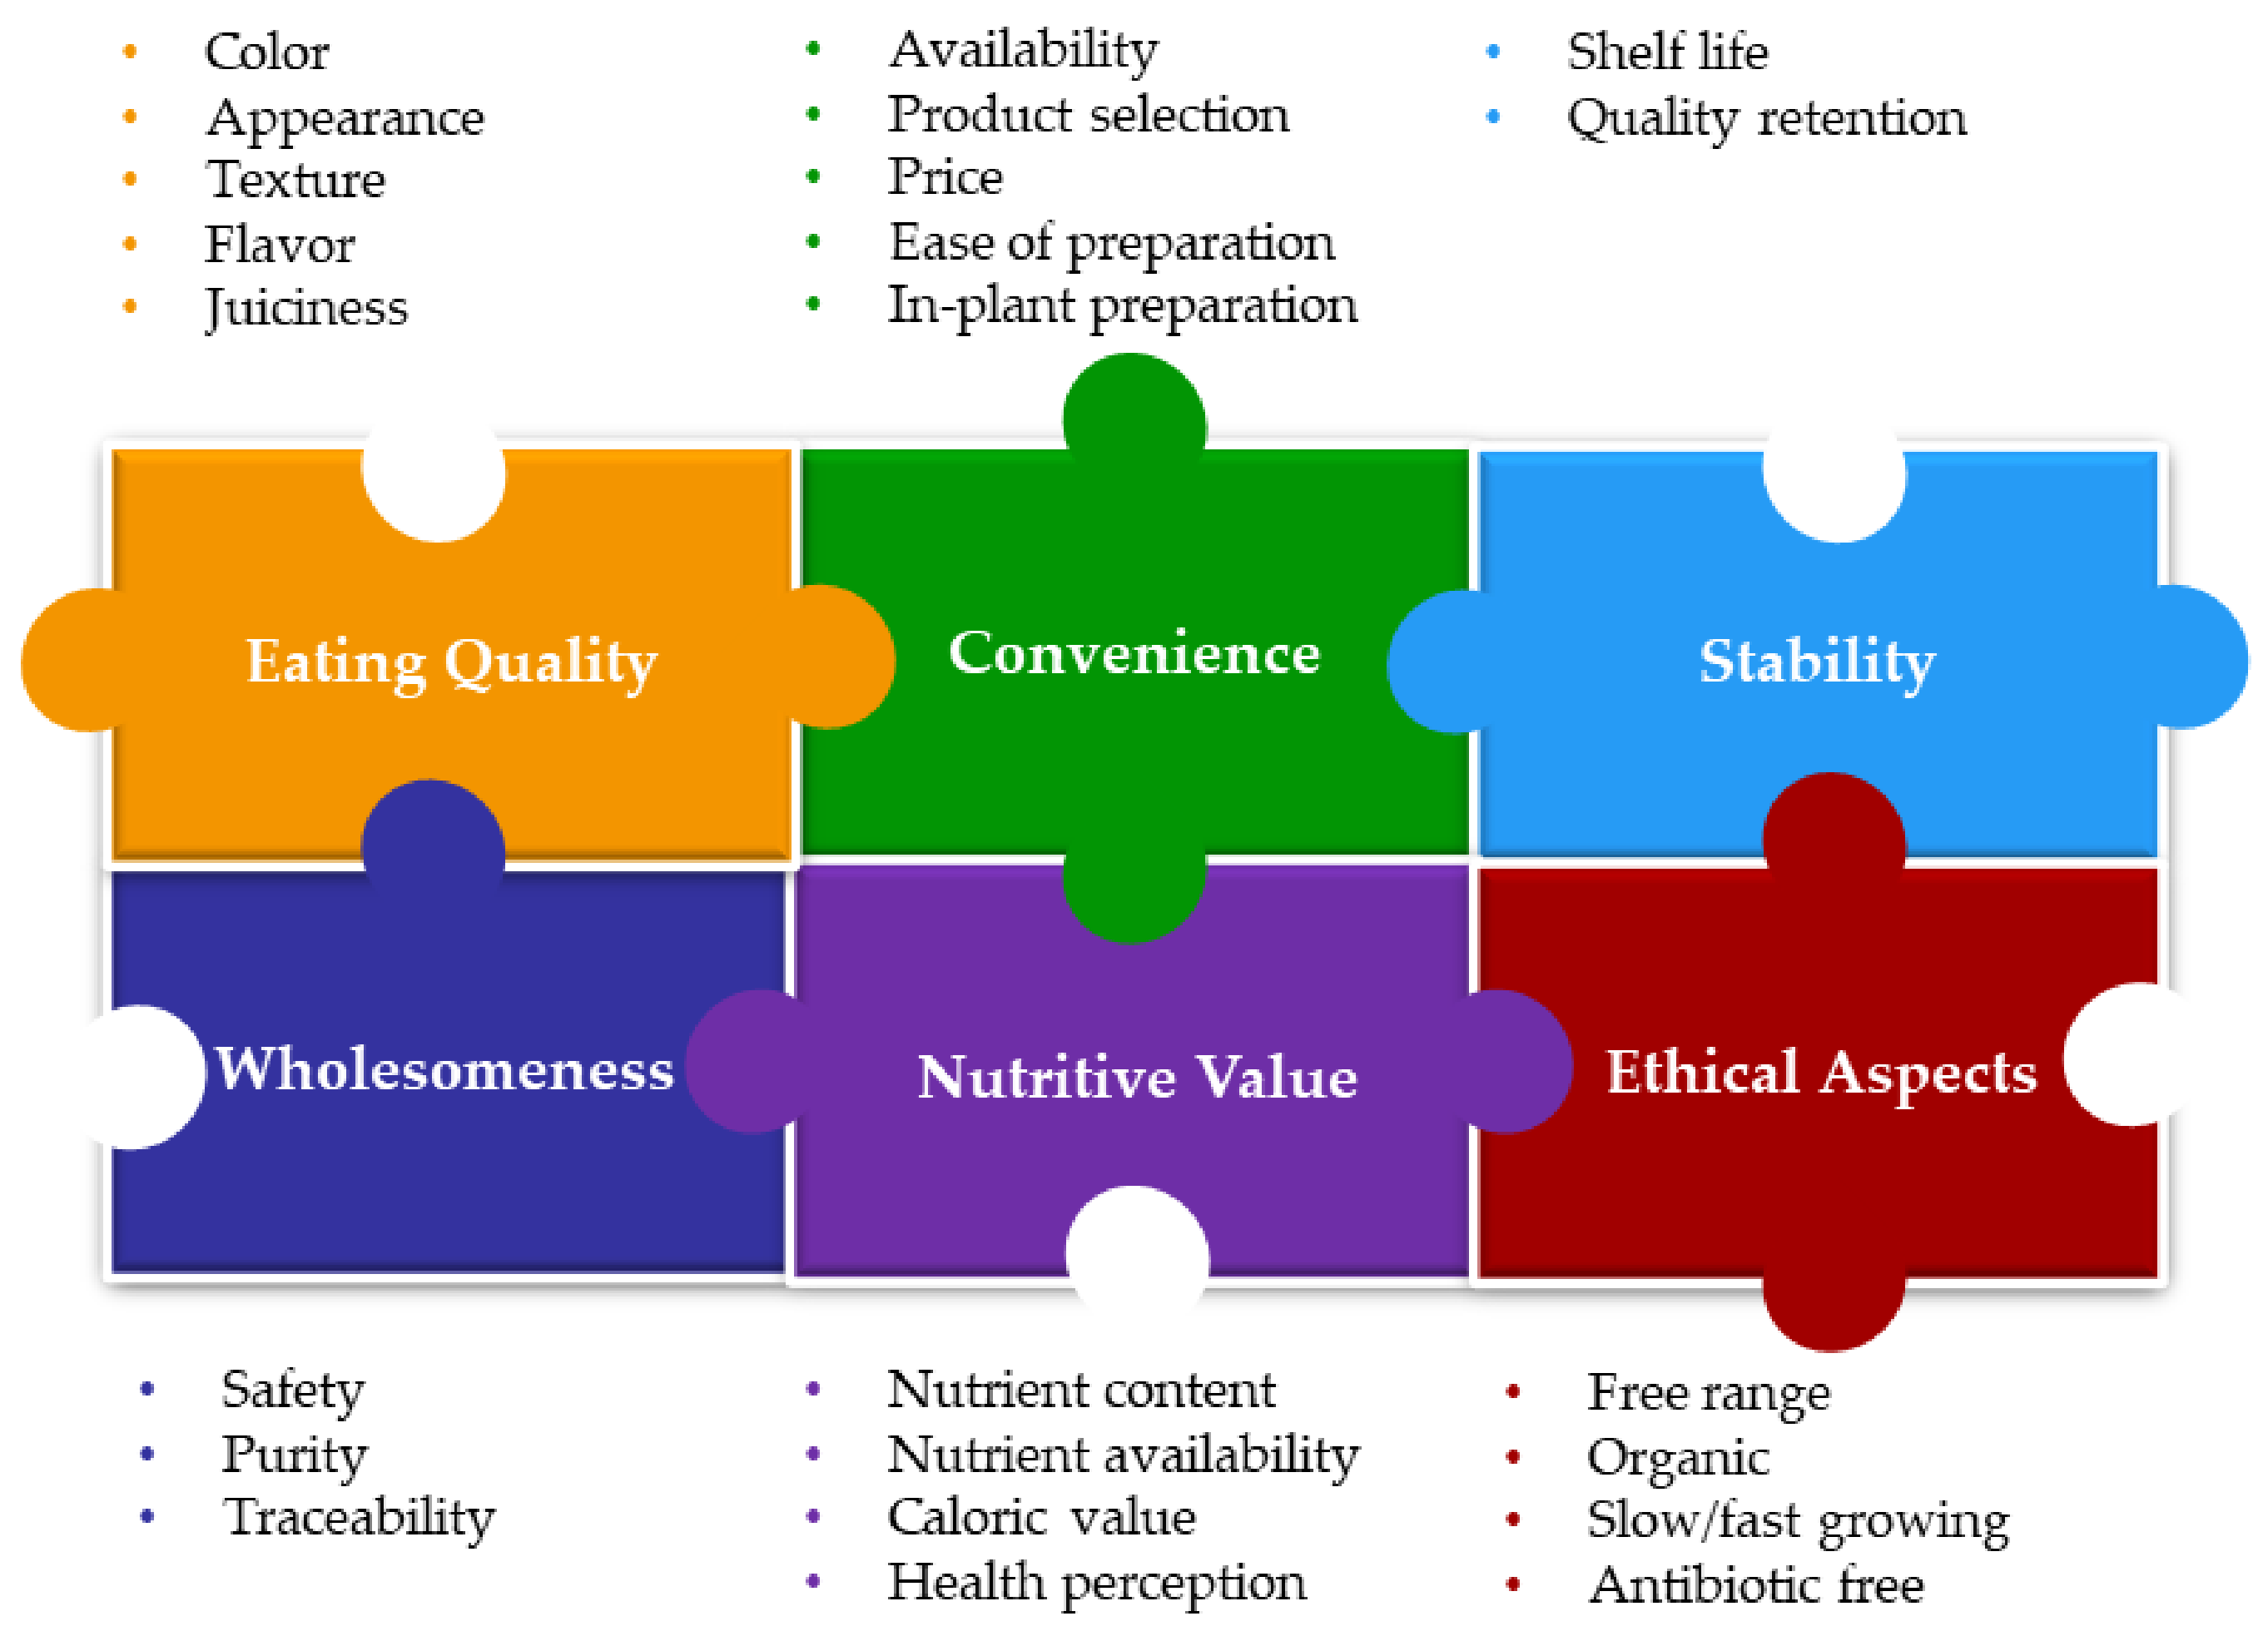 Color
Appearance
Texture
Flavor
Juiciness
Availability
Product selection
Price
Ease of preparation
In-plant preparation
Shelf life
Quality retention
Eating Quality
Convenience
Stability
Wholesomeness
Nutritive Value
Ethical Aspects
Safety
Purity
Traceability
Nutrient content
Nutrient availability
Caloric value
Health perception
Free range
Organic
Slow/fast growing
Antibiotic free